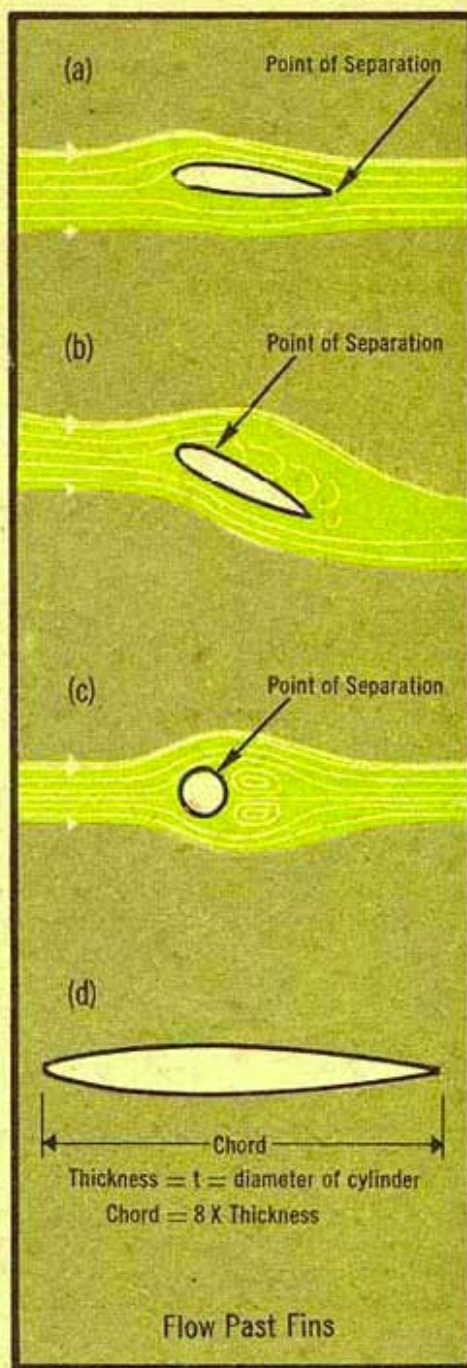 (a)
Point of Separation
(b)
Point of Separation
(c)
Point of Separation
(d)
Chord
Thickness = t = diameter of cylinder
Chord = 8 X Thickness
Flow Past Fins